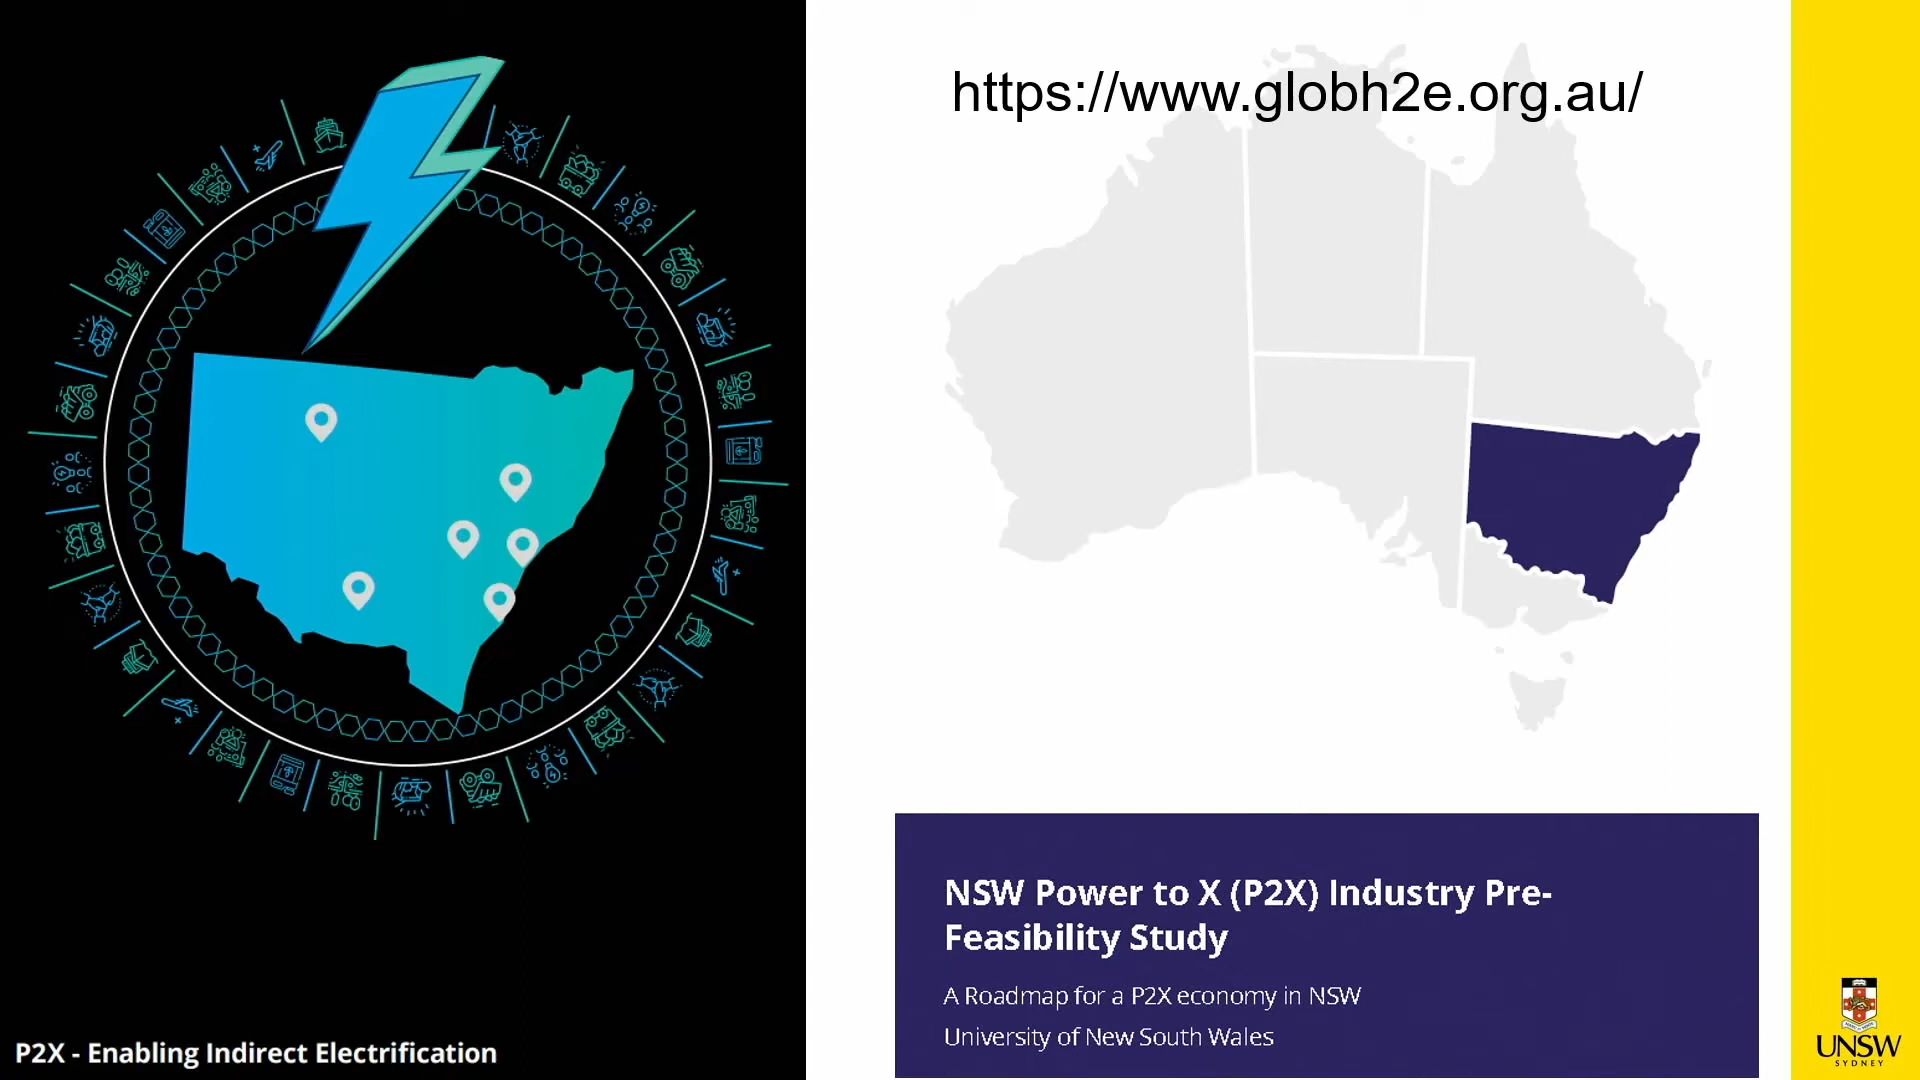 https://www.globh2e.org.au/
NSW Power to X (P2X) Industry Pre-
Feasibility Study
A Roadmap for a P2X economy in NSW
University of New South Wales
P2X - Enabling Indirect Electrification
UNSW
SYDNEY